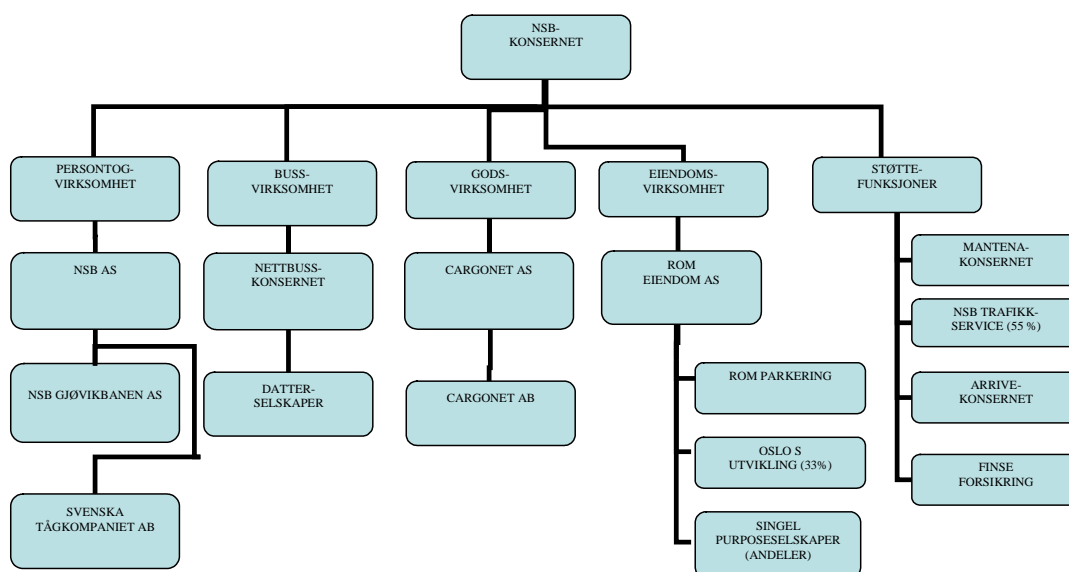 NSB-
KONSERNET
PERSONTOG-
VIRKSOMHET
BUSS-
VIRKSOMHET
GODS-
VIRKSOMHET
EIENDOMS-
VIRKSOMHET
STØTTE-
FUNKSJONER
NSB AS
NETTBUSS-
KONSERNET
CARGONET AS
ROM
EIENDOM AS
MANTENA-
KONSERNET
NSB TRAFIKK-
SERVICE (55 %)
NSB GJØVIKBANEN AS
DATTER-
SELSKAPER
CARGONET AB
ROM PARKERING
ARRIVE-
KONSERNET
OSLO S
UTVIKLING (33%)
FINSE
FORSIKRING
SVENSKA
TÅGKOMPANIET AB
SINGEL
PURPOSESELSKAPER
(ANDELER)